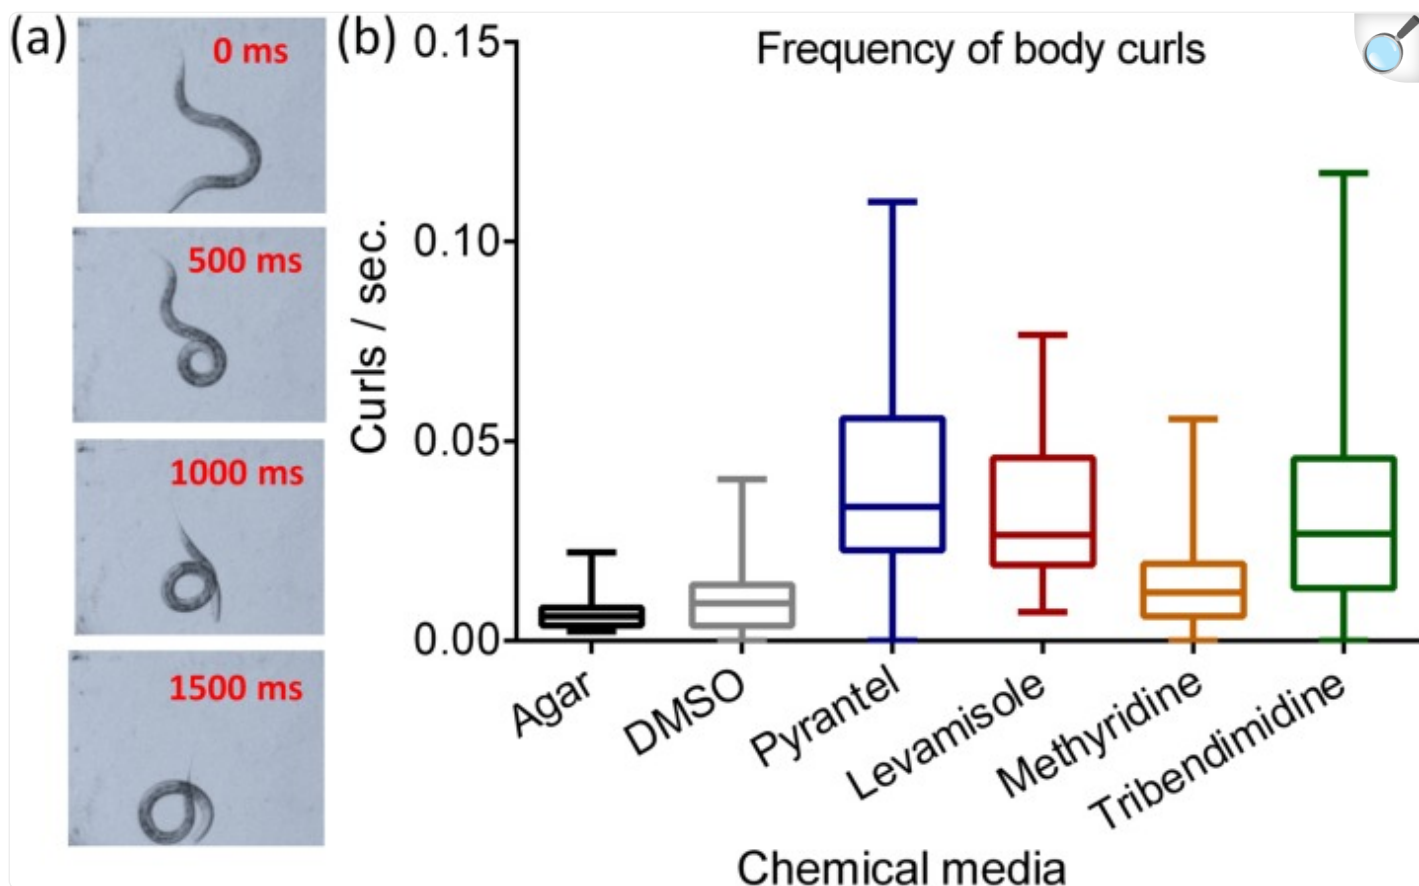 (a)
0 ms
500 ms
1000 ms
1500 ms
(b)
Frequency of body curls
Curls / sec.
0.15
0.10
0.05
0.00
Agar
DMSO
Pyrantel
Levamisole
Methyridine
Tribendimidine
Chemical media